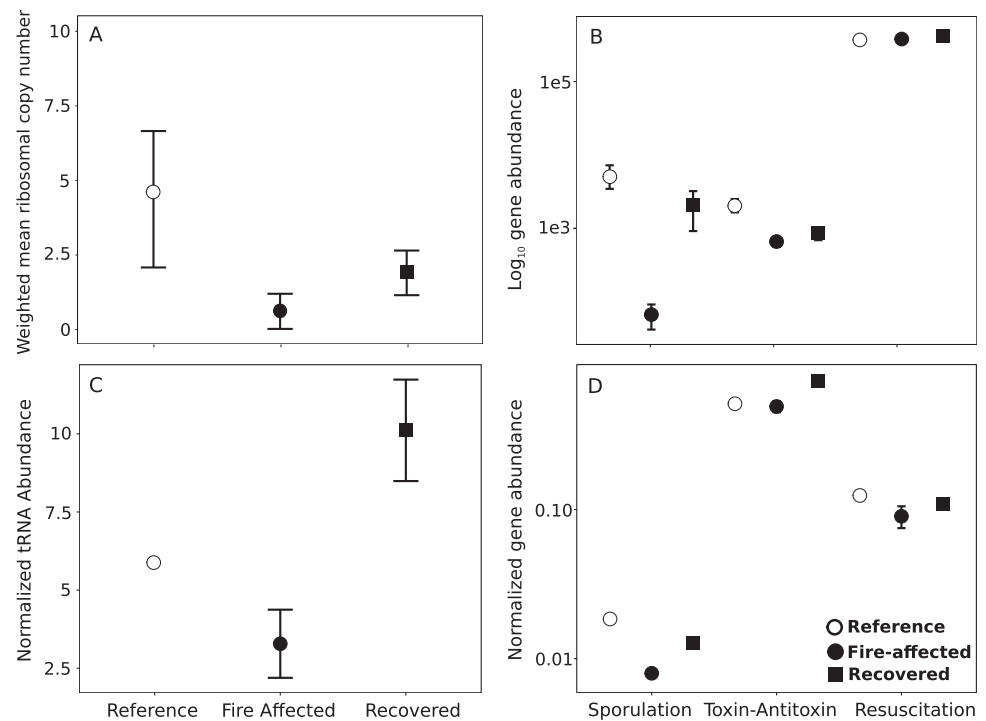 A
Weighted mean ribosomal copy number
10
7.5
5
2.5
0
B
Log₁₀ gene abundance
1e5
1e3
C
Normalized tRNA Abundance
10
7.5
5
2.5
Reference Fire Affected Recovered
D
Normalized gene abundance
0.10
0.01
Reference
Fire-affected
Recovered
Sporulation Toxin-Antitoxin Resuscitation